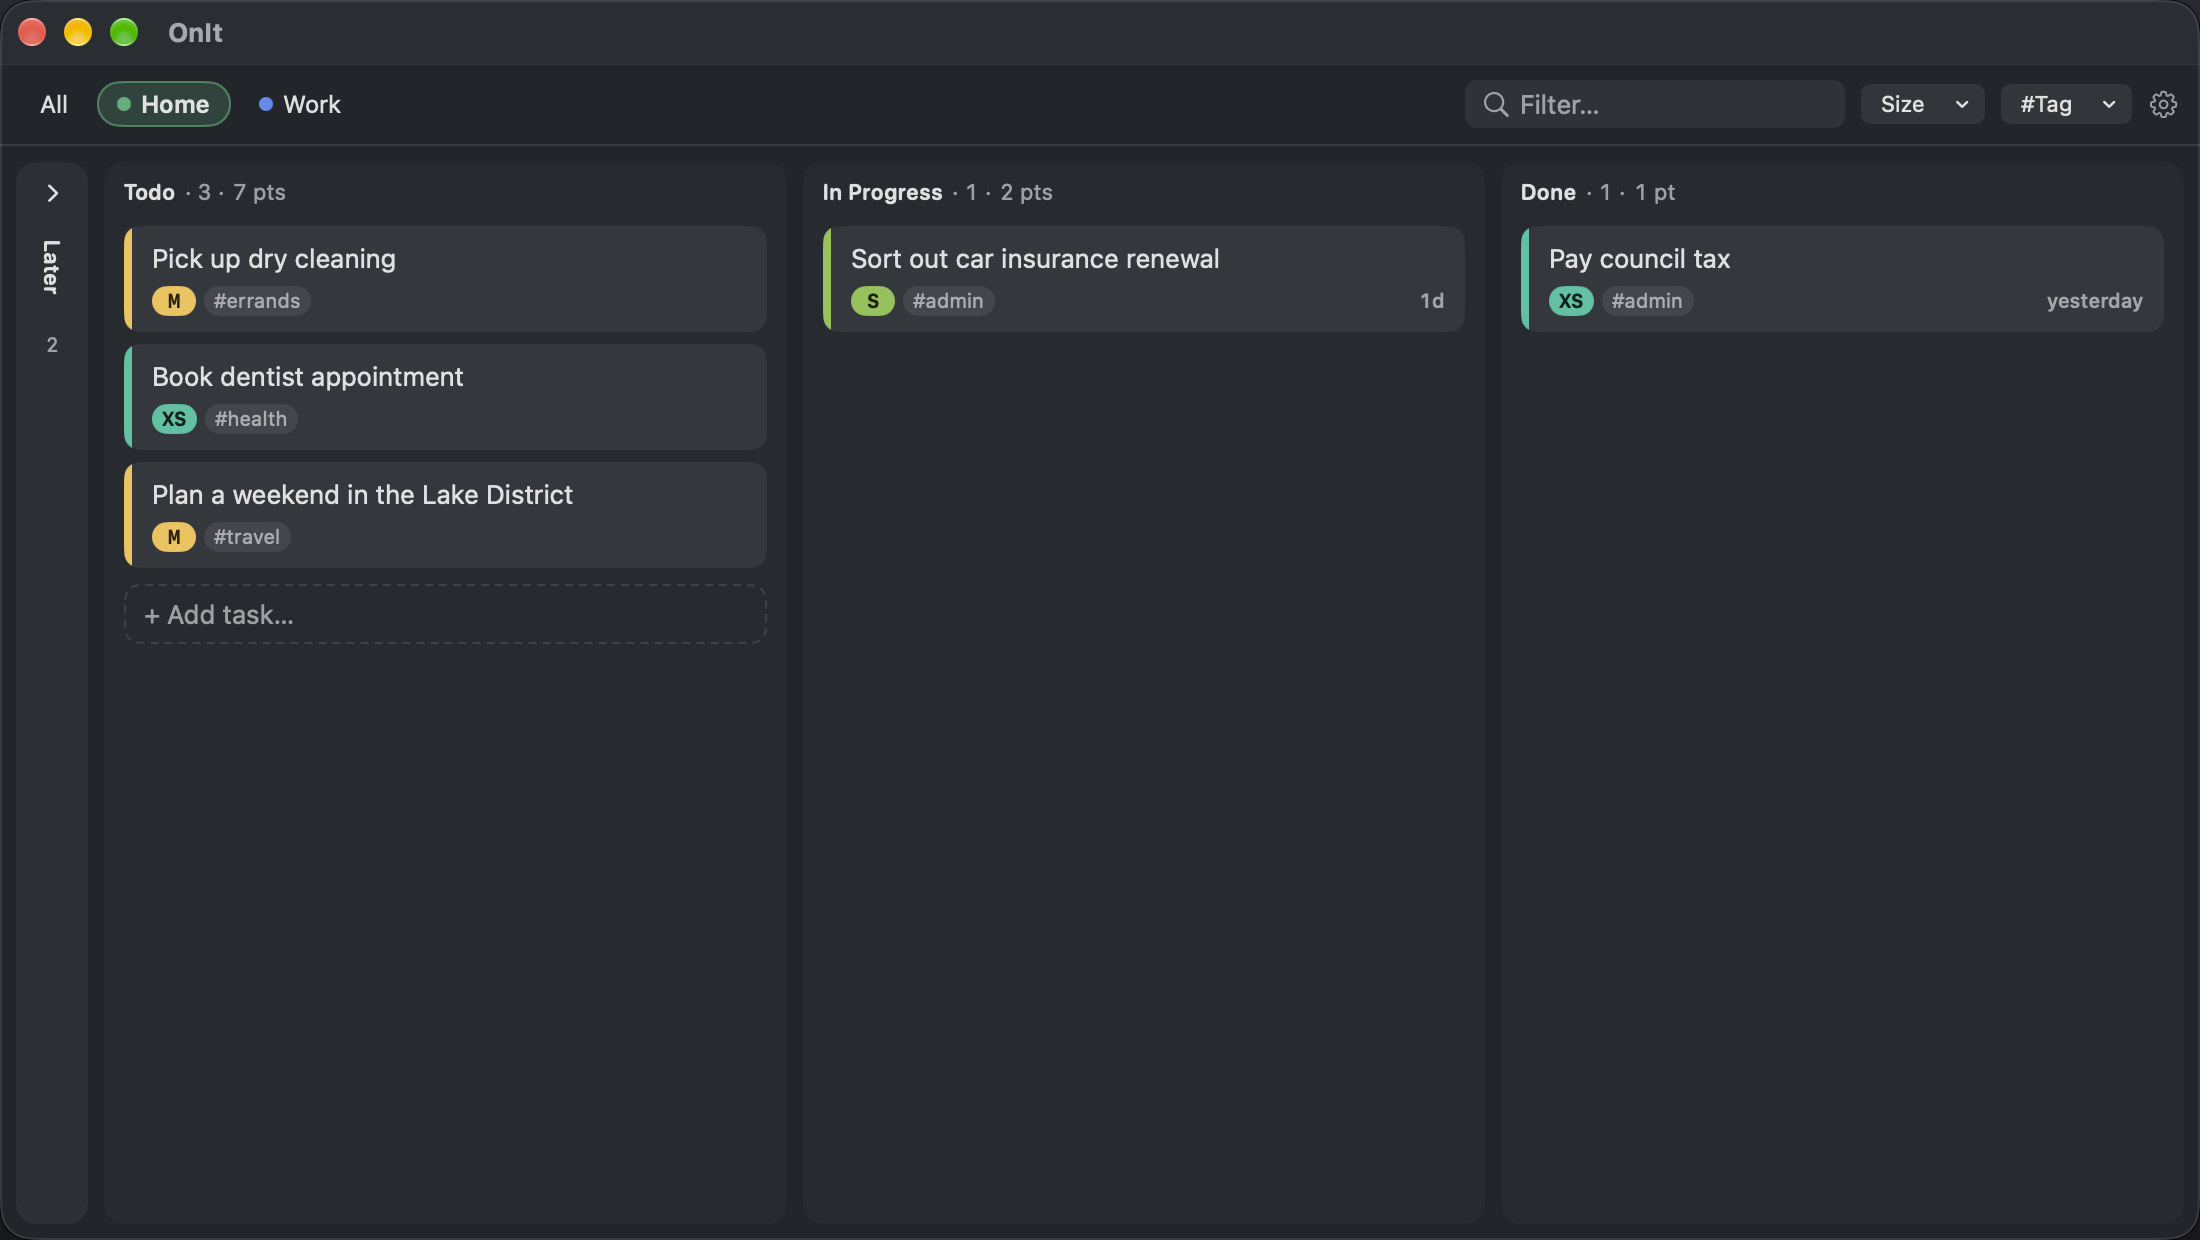 OnIt
All
Home
Work
Filter...
Size
#Tag
Later
2
Todo · 3 · 7 pts
Pick up dry cleaning
M #errands
Book dentist appointment
XS #health
Plan a weekend in the Lake District
M #travel
+ Add task...
In Progress · 1 · 2 pts
Sort out car insurance renewal
S #admin 1d
Done · 1 · 1 pt
Pay council tax
XS #admin yesterday